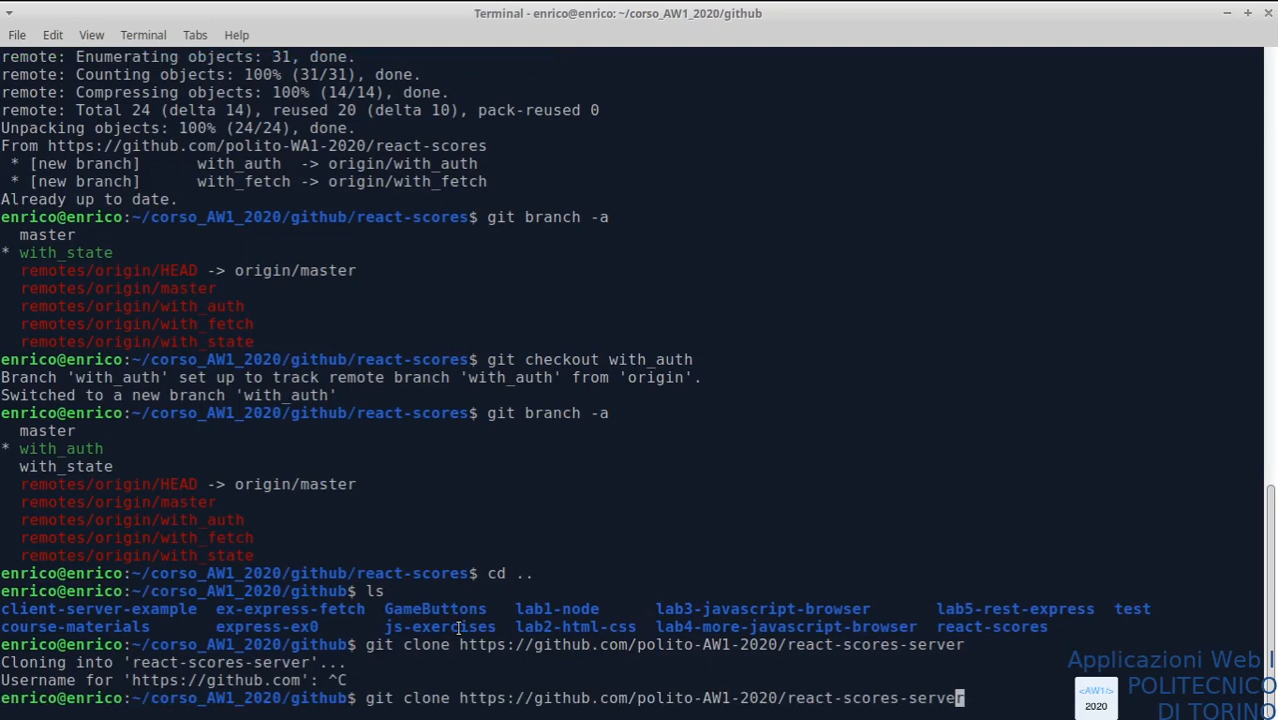 Terminal - enrico@enrico: ~/corso_AW1_2020/github
File Edit View Terminal Tabs Help
remote: Enumerating objects: 31, done.
remote: Counting objects: 100% (31/31), done.
remote: Compressing objects: 100% (14/14), done.
remote: Total 24 (delta 14), reused 20 (delta 10), pack-reused 0
Unpacking objects: 100% (24/24), done.
From https://github.com/polito-WA1-2020/react-scores
 * [new branch]      with_auth  -> origin/with_auth
 * [new branch]      with_fetch -> origin/with_fetch
Already up to date.
enrico@enrico:~/corso_AW1_2020/github/react-scores$ git branch -a
  master
* with_state
  remotes/origin/HEAD -> origin/master
  remotes/origin/master
  remotes/origin/with_auth
  remotes/origin/with_fetch
  remotes/origin/with_state
enrico@enrico:~/corso_AW1_2020/github/react-scores$ git checkout with_auth
Branch 'with_auth' set up to track remote branch 'with_auth' from 'origin'.
Switched to a new branch 'with_auth'
enrico@enrico:~/corso_AW1_2020/github/react-scores$ git branch -a
  master
* with_auth
  with_state
  remotes/origin/HEAD -> origin/master
  remotes/origin/master
  remotes/origin/with_auth
  remotes/origin/with_fetch
  remotes/origin/with_state
enrico@enrico:~/corso_AW1_2020/github/react-scores$ cd ..
enrico@enrico:~/corso_AW1_2020/github$ ls
client-server-example  ex-express-fetch  GameButtons  lab1-node  lab3-javascript-browser  lab5-rest-express  test
course-materials  express-ex0  js-exercises  lab2-html-css  lab4-more-javascript-browser  react-scores
enrico@enrico:~/corso_AW1_2020/github$ git clone https://github.com/polito-AW1-2020/react-scores-server
Cloning into 'react-scores-server'...
Username for 'https://github.com': ^C
enrico@enrico:~/corso_AW1_2020/github$ git clone https://github.com/polito-AW1-2020/react-scores-server
Applicazioni Web I
POLITECNICO
DI TORINO
<AW1/>
2020